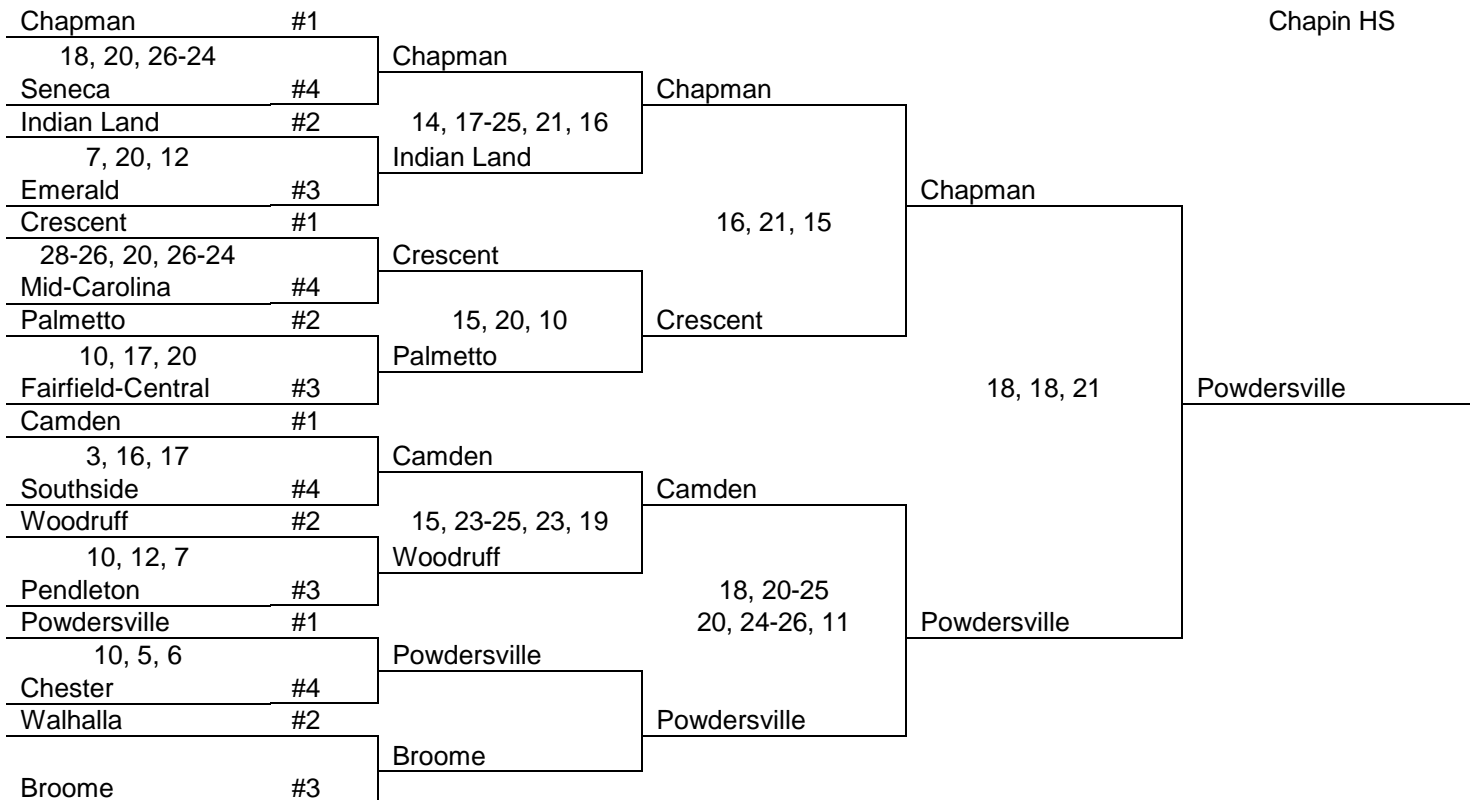 Chapman #1 Chapin HS
18, 20, 26-24 Chapman
Seneca #4 Chapman
Indian Land #2 14, 17-25, 21, 16
7, 20, 12 Indian Land
Emerald #3 Chapman
Crescent #1 16, 21, 15
28-26, 20, 26-24 Crescent
Mid-Carolina #4
Palmetto #2 15, 20, 10 Crescent
10, 17, 20 Palmetto
Fairfield-Central #3 18, 18, 21 Powdersville
Camden #1
3, 16, 17 Camden
Southside #4 Camden
Woodruff #2 15, 23-25, 23, 19
10, 12, 7 Woodruff
Pendleton #3 18, 20-25
Powdersville #1 20, 24-26, 11 Powdersville
10, 5, 6 Powdersville
Chester #4
Walhalla #2 Powdersville
Broome
Broome #3